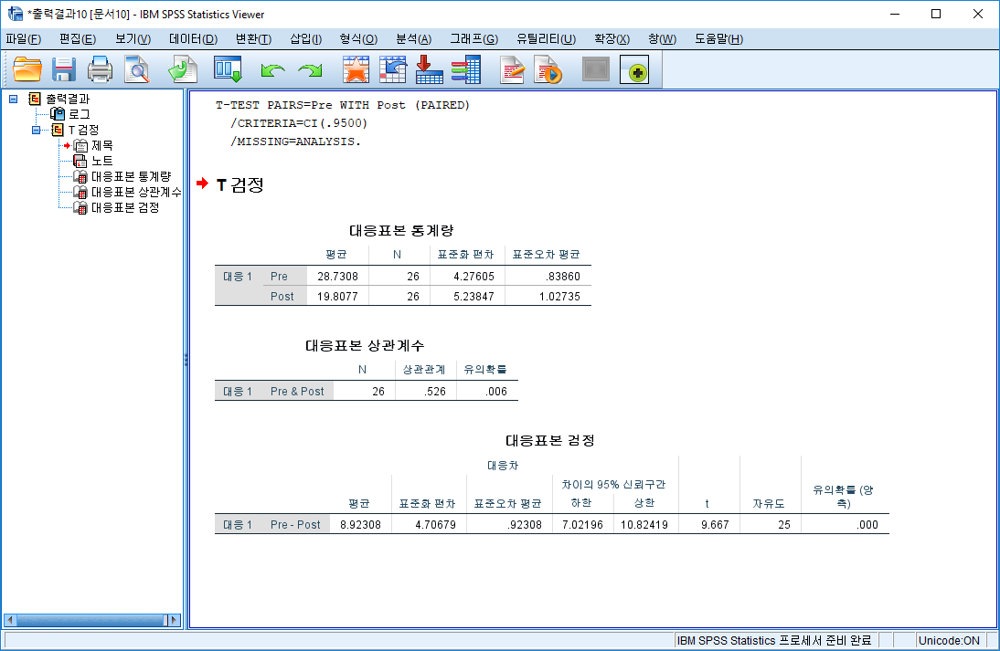 *출력결과10 [문서10] - IBM SPSS Statistics Viewer
파일(F) 편집(E) 보기(V) 데이터(D) 변환(T) 삽입(I) 형식(O) 분석(A) 그래프(G) 유틸리티(U) 확장(X) 창(W) 도움말(H)
출력결과
로그
T 검정
제목
노트
대응표본 통계량
대응표본 상관계수
대응표본 검정
T-TEST PAIRS=Pre WITH Post (PAIRED)
/CRITERIA=CI(.9500)
/MISSING=ANALYSIS.
T 검정
대응표본 통계량
평균 N 표준화 편차 표준오차 평균
대응 1 Pre 28.7308 26 4.27605 .83860
Post 19.8077 26 5.23847 1.02735
대응표본 상관계수
N 상관관계 유의확률
대응 1 Pre & Post 26 .526 .006
대응표본 검정
대응차
차이의 95% 신뢰구간
유의확률 (양
평균 표준화 편차 표준오차 평균 하한 상한 t 자유도 측)
대응 1 Pre - Post 8.92308 4.70679 .92308 7.02196 10.82419 9.667 25 .000
IBM SPSS Statistics 프로세서 준비 완료 Unicode:ON